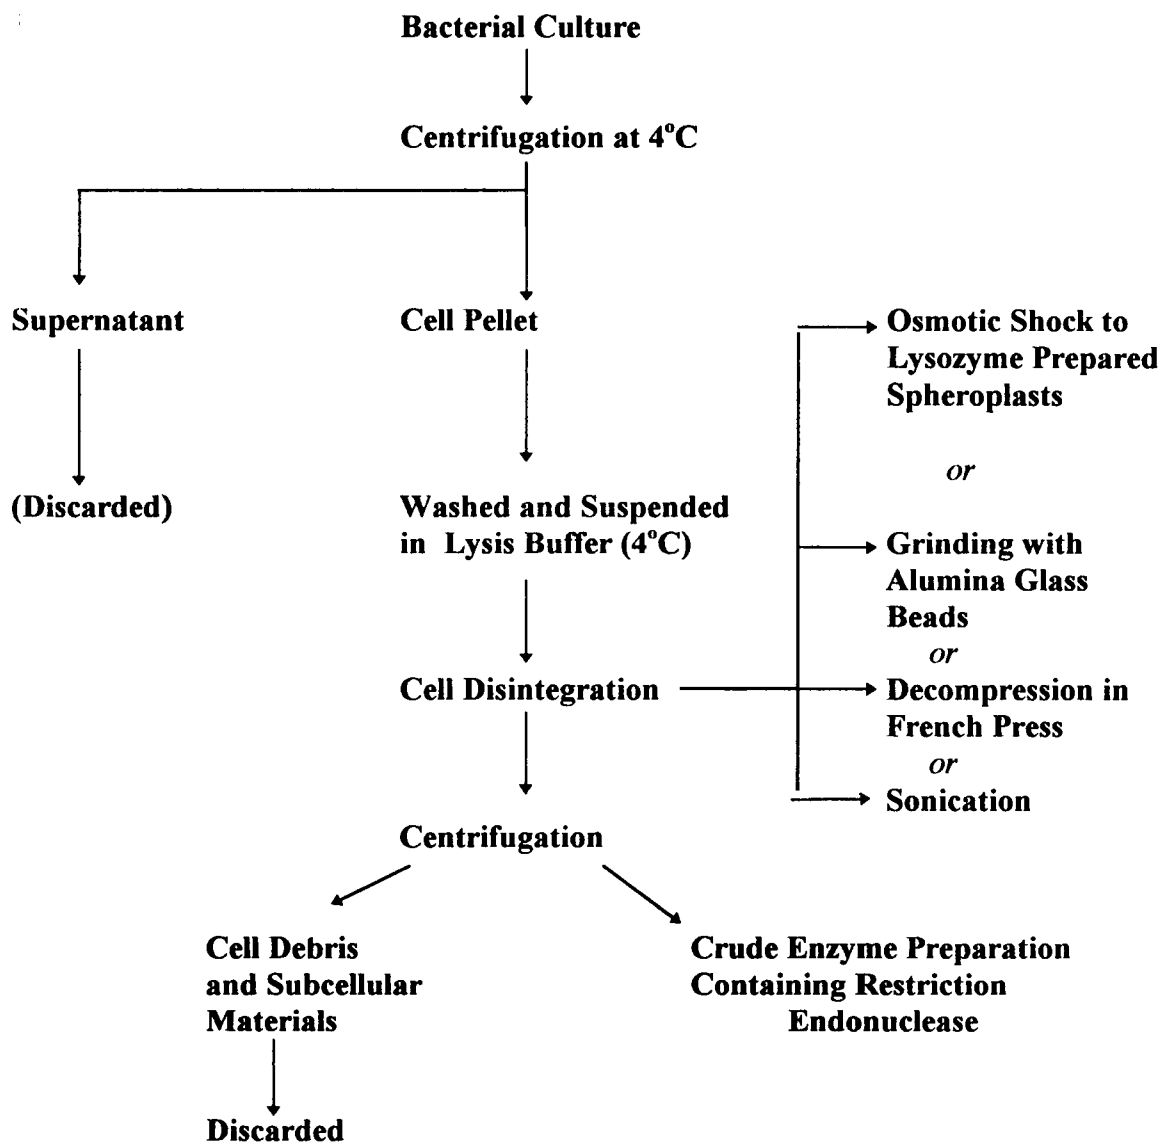 Bacterial Culture
Centrifugation at 4°C
Supernatant
Cell Pellet
Osmotic Shock to
Lysozyme Prepared
Spheroplasts
or
(Discarded)
Washed and Suspended
in Lysis Buffer (4°C)
Grinding with
Alumina Glass
Beads
or
Cell Disintegration
Decompression in
French Press
or
Sonication
Centrifugation
Cell Debris
and Subcellular
Materials
Crude Enzyme Preparation
Containing Restriction
Endonuclease
Discarded